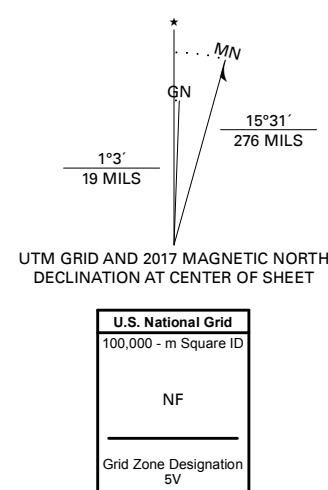 ★
MN
GN
15°31´
276 MILS
1°3´
19 MILS
UTM GRID AND 2017 MAGNETIC NORTH
DECLINATION AT CENTER OF SHEET
U.S. National Grid
100,000 - m Square ID
NF
Grid Zone Designation
5V